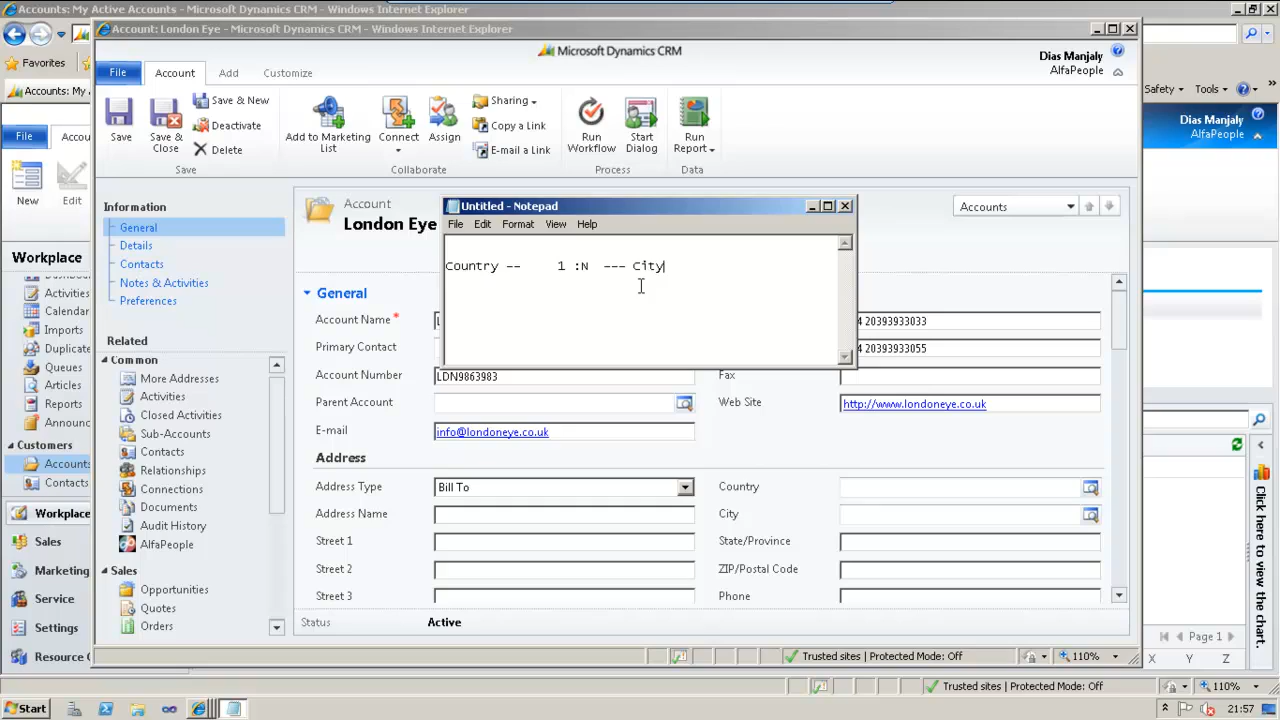 Accounts: My Active Accounts - Microsoft Dynamics CRM - Windows Internet Explorer
Account: London Eye - Microsoft Dynamics CRM - Windows Internet Explorer
Microsoft Dynamics CRM
Favorites
Accounts: My A
Safety
Tools
Dias Manjaly
AlfaPeople
Dias Manjaly
AlfaPeople
File
Accou
New
Edit
File
Account
Add
Customize
Save
Save & Close
Save & New
Deactivate
Delete
Save
Add to Marketing List
Connect
Assign
Sharing
Copy a Link
E-mail a Link
Collaborate
Run Workflow
Start Dialog
Process
Run Report
Data
Workplace
Activities
Calendar
Imports
Duplicate
Queues
Articles
Reports
Announc
Customers
Accounts
Contacts
Workplace
Sales
Marketing
Service
Settings
Resource C
Information
General
Details
Contacts
Notes & Activities
Preferences
Related
Common
More Addresses
Activities
Closed Activities
Sub-Accounts
Contacts
Relationships
Connections
Documents
Audit History
AlfaPeople
Sales
Opportunities
Quotes
Orders
Account
London Eye
Accounts
Untitled - Notepad
File Edit Format View Help
Country -- 1 :N --- City
General
Account Name*
4 20393933033
Primary Contact
4 20393933055
Account Number
LDN9863983
Fax
Parent Account
Web Site
http://www.londoneye.co.uk
E-mail
info@londoneye.co.uk
Address
Address Type
Bill To
Country
Address Name
City
Street 1
State/Province
Street 2
ZIP/Postal Code
Street 3
Phone
Status
Active
Click here to view the chart.
Page 1
X Y Z
Trusted sites | Protected Mode: Off
110%
Trusted sites | Protected Mode: Off
110%
Start
21:57